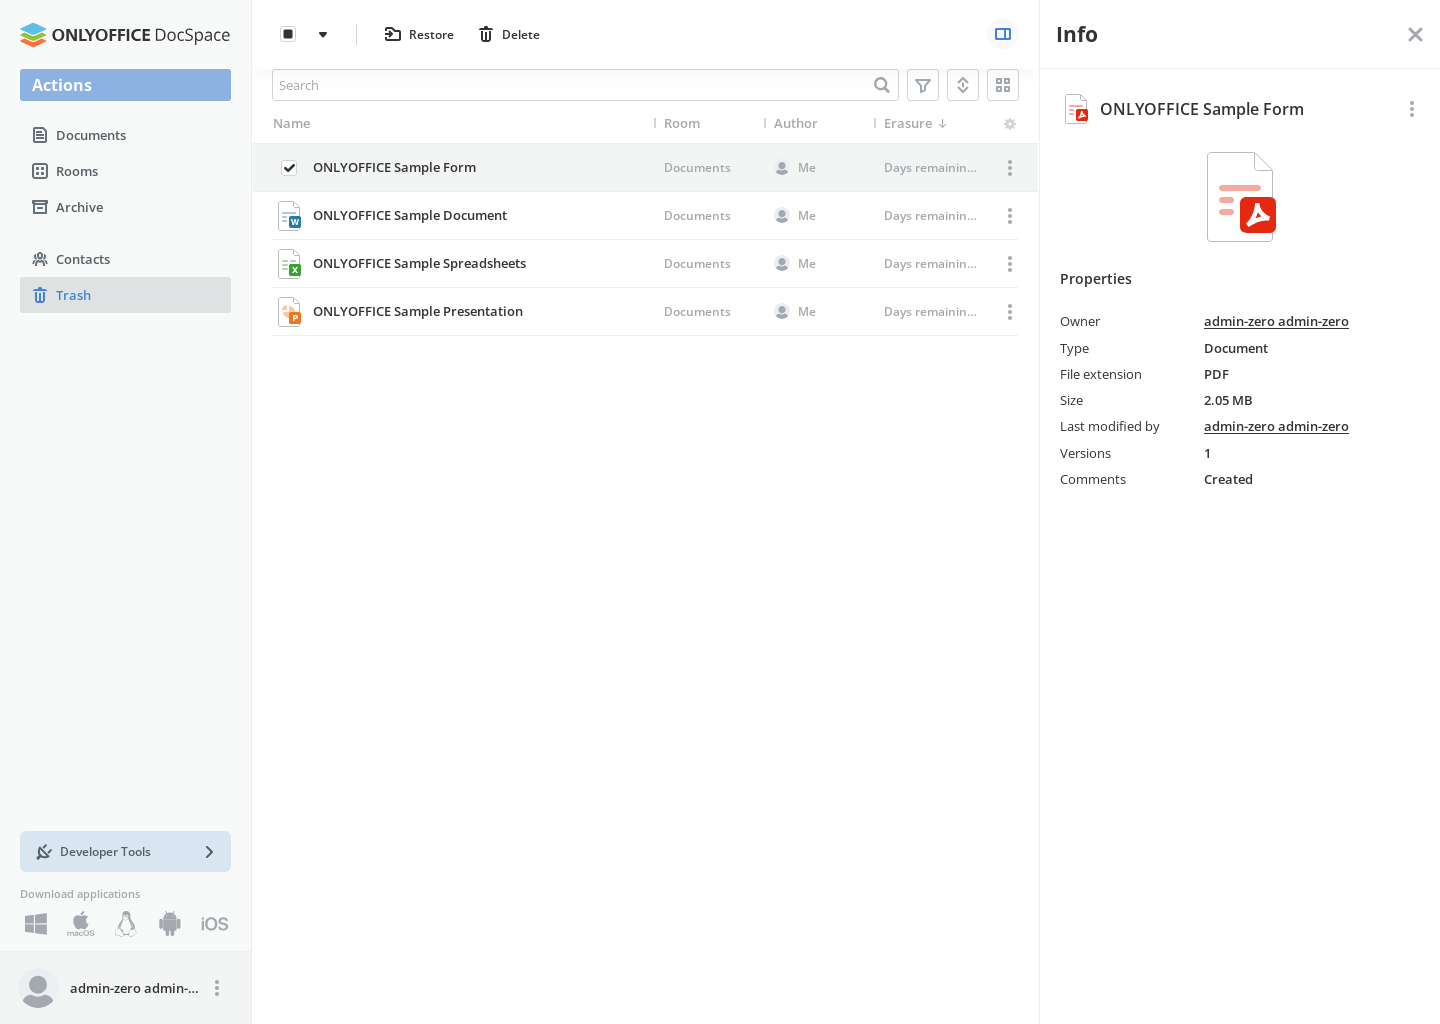 ONLYOFFICE DocSpace
Actions
Documents
Rooms
Archive
Contacts
Trash
Developer Tools
Download applications
macOS
iOS
admin-zero admin-...
Restore
Delete
Search
Name Room Author Erasure
ONLYOFFICE Sample Form Documents Me Days remainin...
W ONLYOFFICE Sample Document Documents Me Days remainin...
X ONLYOFFICE Sample Spreadsheets Documents Me Days remainin...
P ONLYOFFICE Sample Presentation Documents Me Days remainin...
Info
ONLYOFFICE Sample Form
Properties
Owner admin-zero admin-zero
Type Document
File extension PDF
Size 2.05 MB
Last modified by admin-zero admin-zero
Versions 1
Comments Created